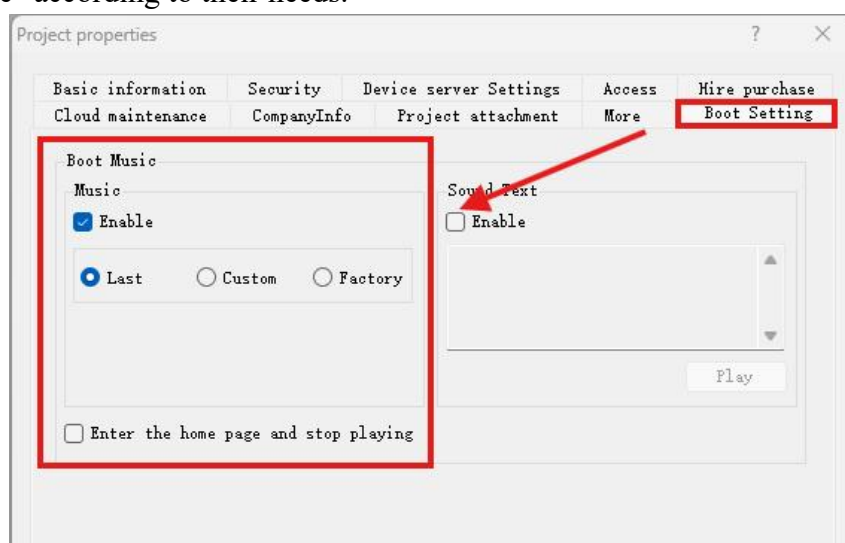 according to their needs.
Project properties ? ×
Basic information Security Device server Settings Access Hire purchase
Cloud maintenance CompanyInfo Project attachment More Boot Setting
Boot Music
Music
Enable
Last Custom Factory
Enter the home page and stop playing
Sound Text
Enable
Play